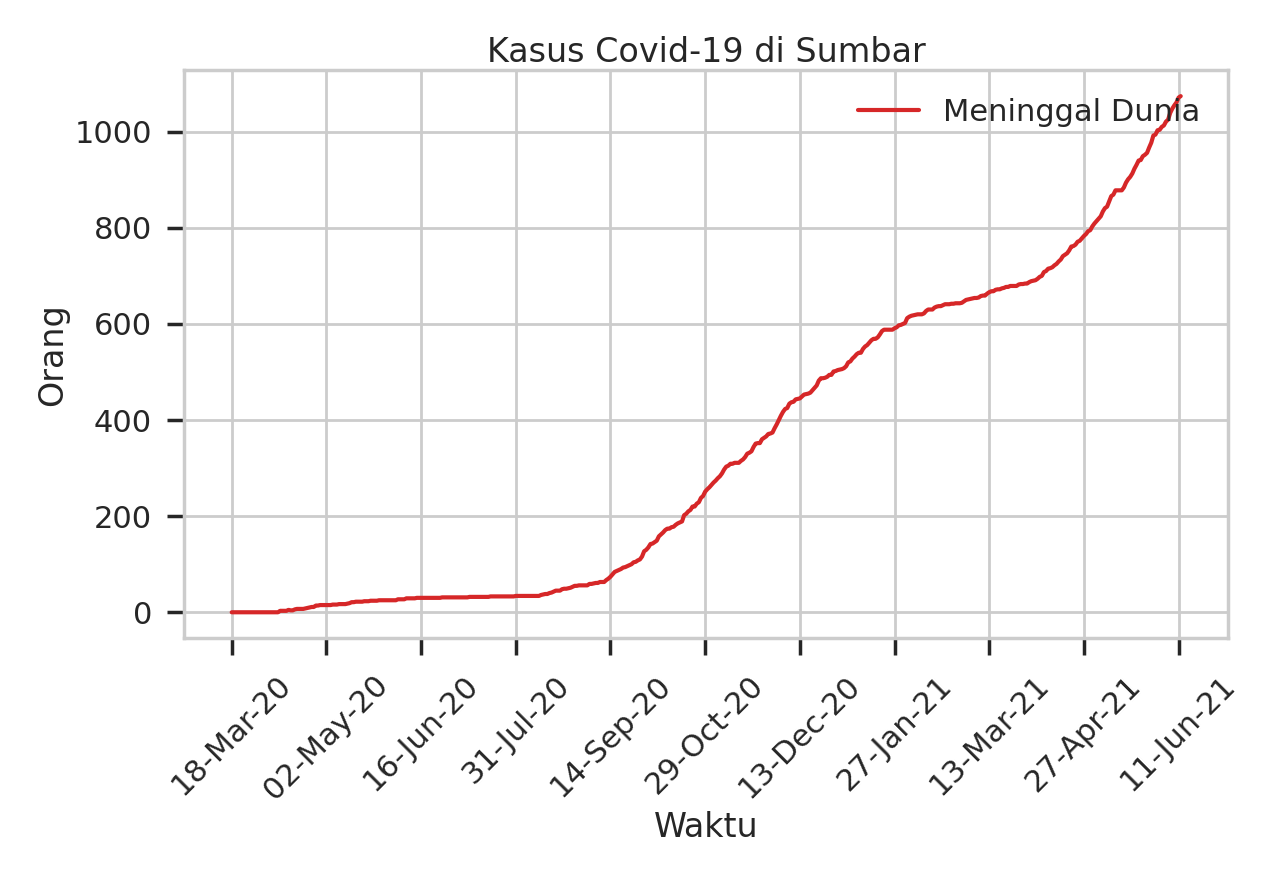 Kasus Covid-19 di Sumbar
Meninggal Dunia
1000
800
600
400
200
0
Orang
18-Mar-20
02-May-20
16-Jun-20
31-Jul-20
14-Sep-20
29-Oct-20
13-Dec-20
27-Jan-21
13-Mar-21
27-Apr-21
11-Jun-21
Waktu